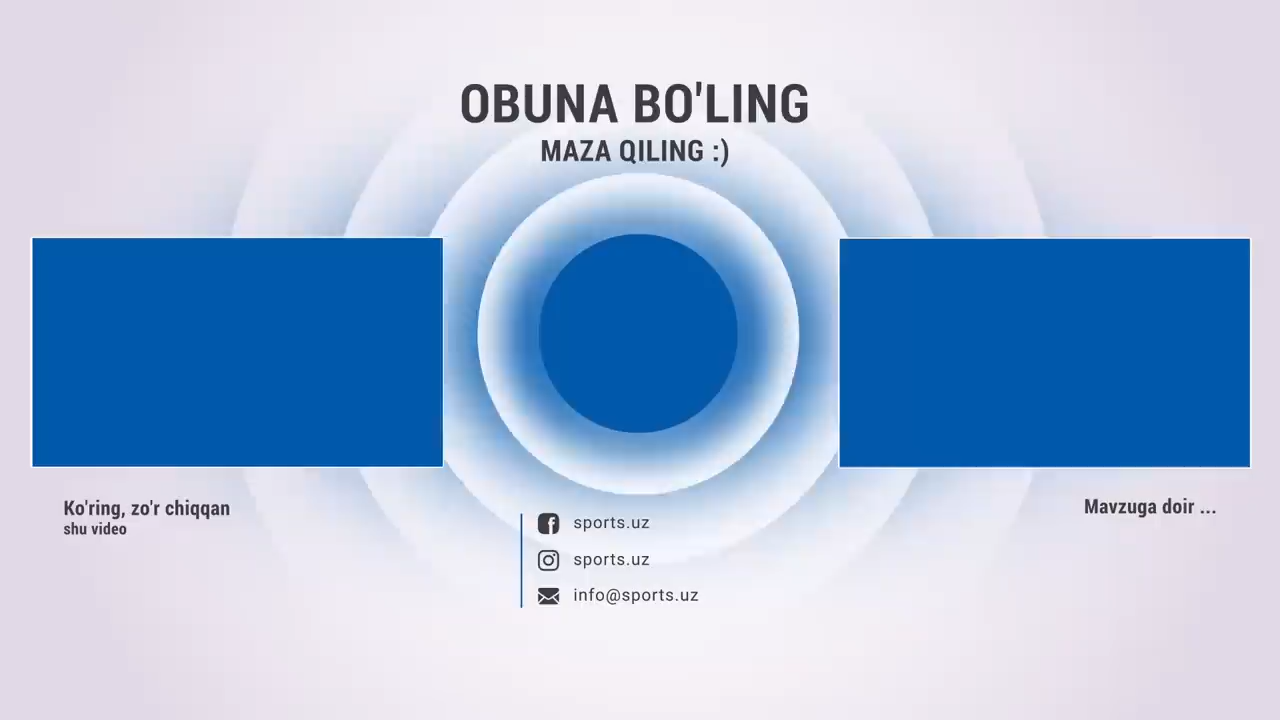 OBUNA BO'LING
MAZA QILING :)
Ko'ring, zo'r chiqqan
shu video
Mavzuga doir ...
sports.uz
sports.uz
info@sports.uz